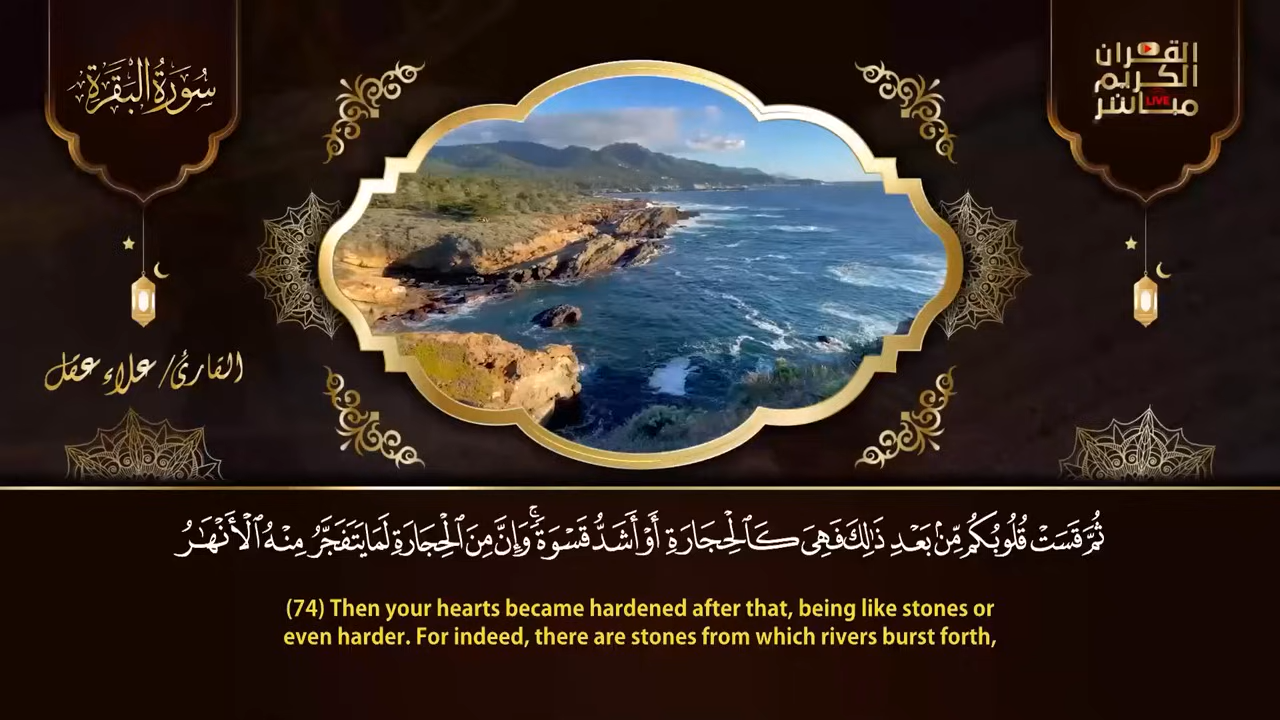 سُورَةُ البَقَرَةِ
القرآن
الكريم
مباشر
LIVE
القارئ/ علاء عقل
ثُمَّ قَسَتْ قُلُوبُكُم مِّنۢ بَعْدِ ذَٰلِكَ فَهِىَ كَٱلْحِجَارَةِ أَوْ أَشَدُّ قَسْوَةً ۚ وَإِنَّ مِنَ ٱلْحِجَارَةِ لَمَا يَتَفَجَّرُ مِنْهُ ٱلْأَنْهَـٰرُ
(74) Then your hearts became hardened after that, being like stones or
even harder. For indeed, there are stones from which rivers burst forth,